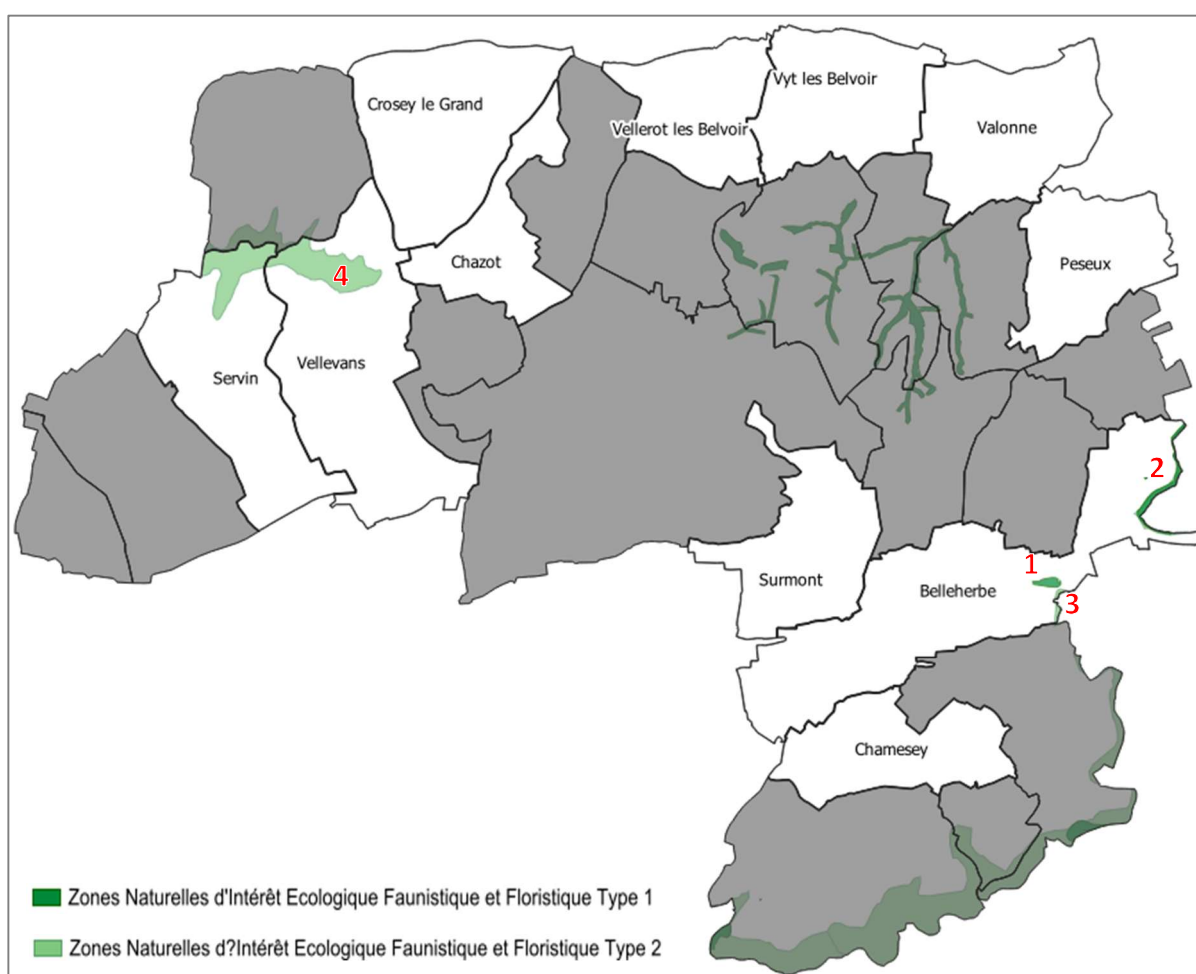 Crosey le Grand
Vyt les Belvoir
Vellerot les Belvoir
Valonne
Chazot
Peseux
4
Vellevans
Servin
2
1
Surmont
Belleherbe
3
Chamesey
Zones Naturelles d'Intérêt Ecologique Faunistique et Floristique Type 1
Zones Naturelles d?Intérêt Ecologique Faunistique et Floristique Type 2